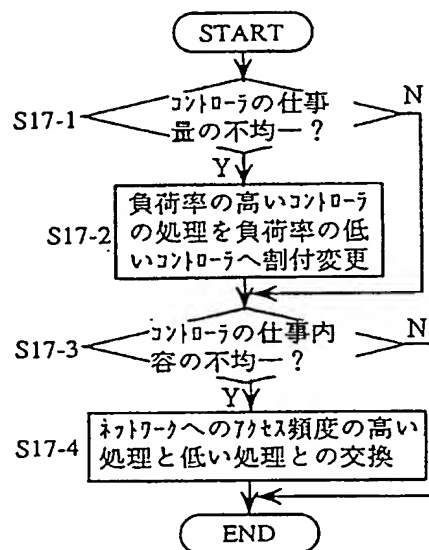 START
S17-1
ｺﾝﾄﾛｰﾗの仕事
量の不均一？
N
Y
S17-2
負荷率の高いｺﾝﾄﾛｰﾗ
の処理を負荷率の低
いｺﾝﾄﾛｰﾗへ割付変更
S17-3
ｺﾝﾄﾛｰﾗの仕事内
容の不均一？
N
Y
S17-4
ﾈｯﾄﾜｰｸへのｱｸｾｽ頻度の高い
処理と低い処理との交換
END